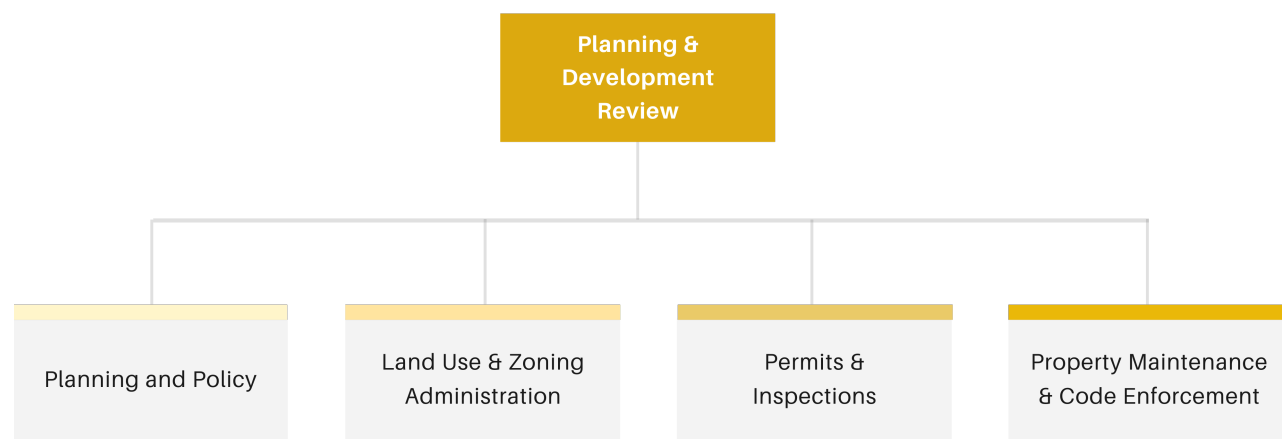 Planning &
Development
Review
Planning and Policy
Land Use & Zoning
Administration
Permits &
Inspections
Property Maintenance
& Code Enforcement